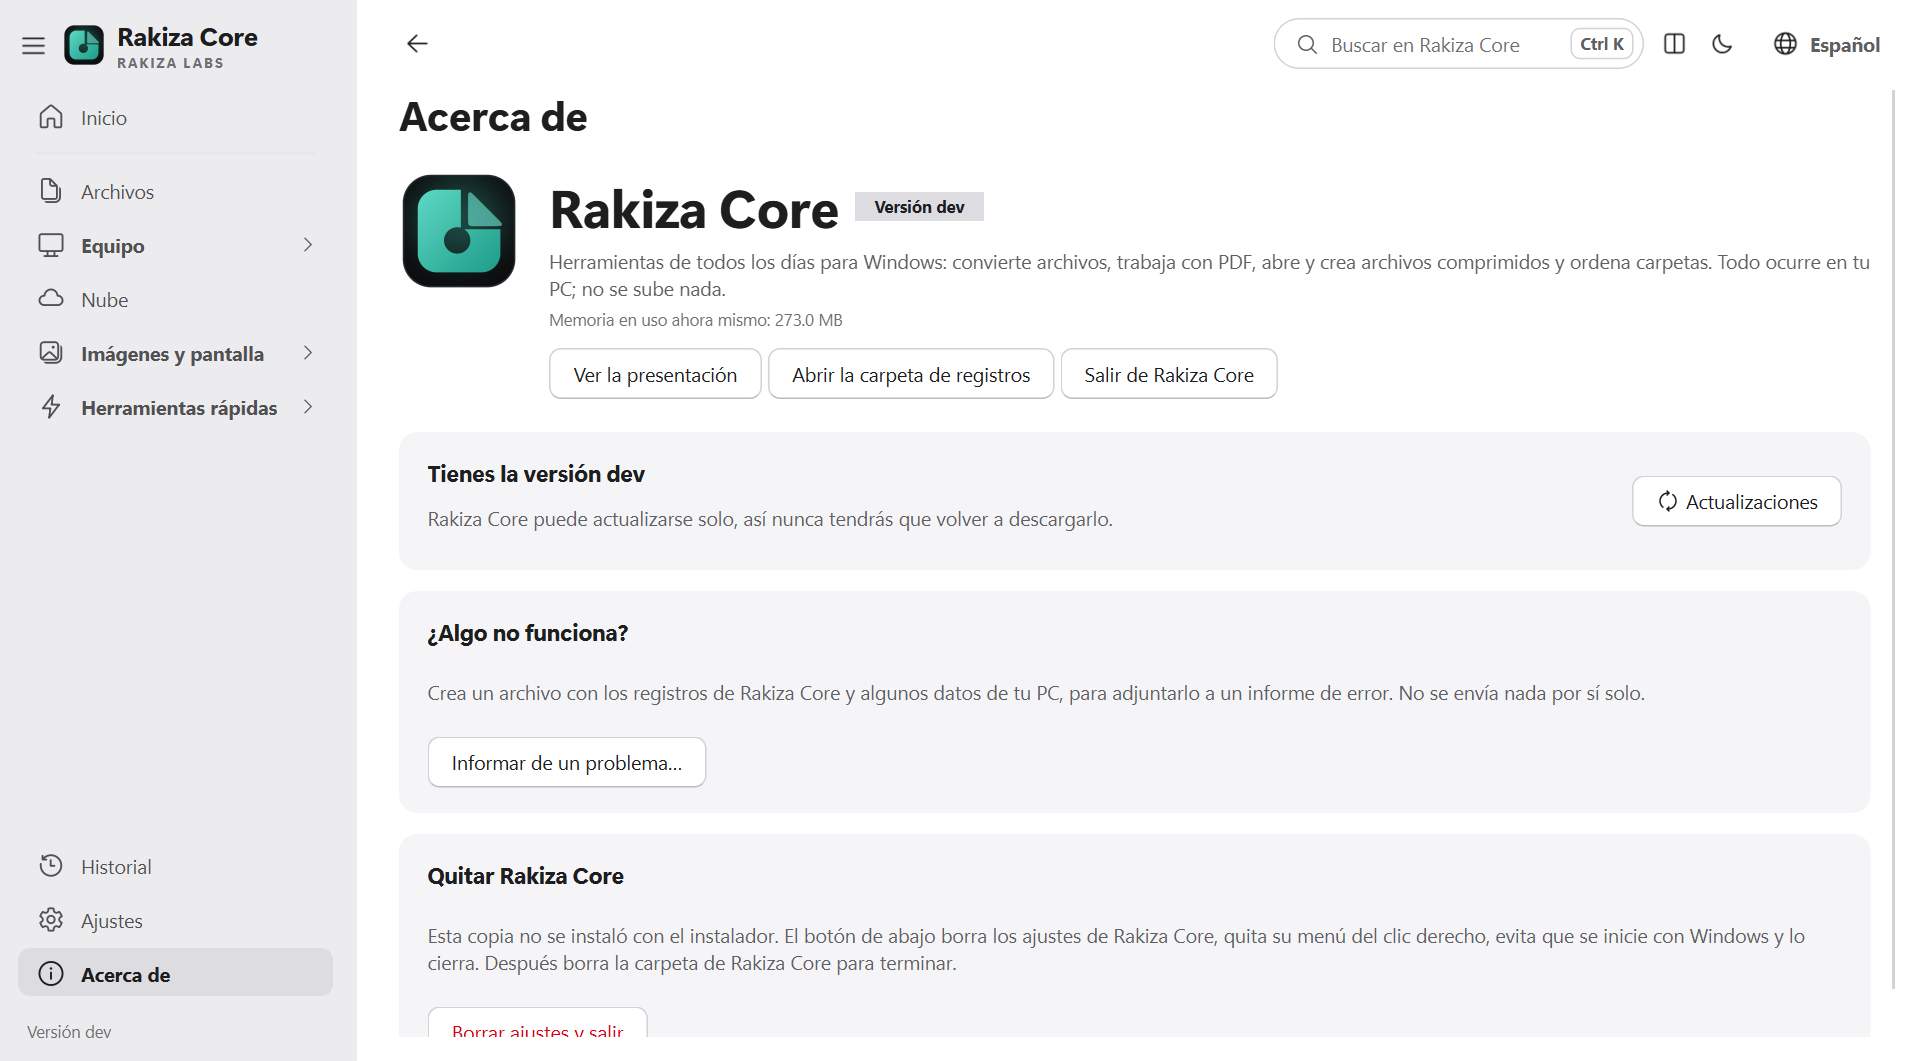 Rakiza Core
RAKIZA LABS
Inicio
Archivos
Equipo
Nube
Imágenes y pantalla
Herramientas rápidas
Historial
Ajustes
Acerca de
Versión dev
Buscar en Rakiza Core
Ctrl K
Español
Acerca de
Rakiza Core
Versión dev
Herramientas de todos los días para Windows: convierte archivos, trabaja con PDF, abre y crea archivos comprimidos y ordena carpetas. Todo ocurre en tu
PC; no se sube nada.
Memoria en uso ahora mismo: 273.0 MB
Ver la presentación
Abrir la carpeta de registros
Salir de Rakiza Core
Tienes la versión dev
Rakiza Core puede actualizarse solo, así nunca tendrás que volver a descargarlo.
Actualizaciones
¿Algo no funciona?
Crea un archivo con los registros de Rakiza Core y algunos datos de tu PC, para adjuntarlo a un informe de error. No se envía nada por sí solo.
Informar de un problema...
Quitar Rakiza Core
Esta copia no se instaló con el instalador. El botón de abajo borra los ajustes de Rakiza Core, quita su menú del clic derecho, evita que se inicie con Windows y lo
cierra. Después borra la carpeta de Rakiza Core para terminar.
Borrar ajustes y salir